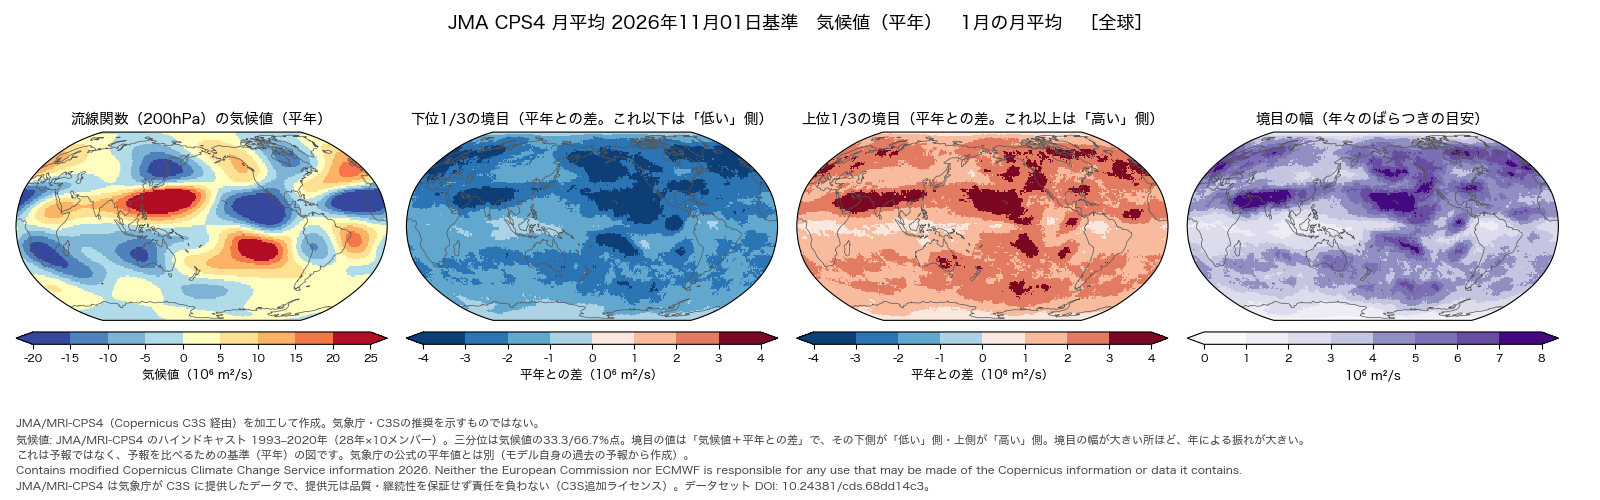 JMA CPS4 月平均 2026年11月01日基準　気候値（平年）　1月の月平均　［全球］
流線関数（200hPa）の気候値（平年）
下位1/3の境目（平年との差。これ以下は「低い」側）
上位1/3の境目（平年との差。これ以上は「高い」側）
境目の幅（年々のばらつきの目安）
-20 -15 -10 -5 0 5 10 15 20 25
-4 -3 -2 -1 0 1 2 3 4
-4 -3 -2 -1 0 1 2 3 4
0 1 2 3 4 5 6 7 8
気候値（10⁶ m²/s）
平年との差（10⁶ m²/s）
平年との差（10⁶ m²/s）
10⁶ m²/s
JMA/MRI-CPS4（Copernicus C3S 経由）を加工して作成。気象庁・C3Sの推奨を示すものではない。
気候値: JMA/MRI-CPS4 のハインドキャスト 1993–2020年（28年×10メンバー）。三分位は気候値の33.3/66.7%点。境目の値は「気候値＋平年との差」で、その下側が「低い」側・上側が「高い」側。境目の幅が大きい所ほど、年による振れが大きい。
これは予報ではなく、予報を比べるための基準（平年）の図です。気象庁の公式の平年値とは別（モデル自身の過去の予報から作成）。
Contains modified Copernicus Climate Change Service information 2026. Neither the European Commission nor ECMWF is responsible for any use that may be made of the Copernicus information or data it contains.
JMA/MRI-CPS4 は気象庁が C3S に提供したデータで、提供元は品質・継続性を保証せず責任を負わない（C3S追加ライセンス）。データセット DOI: 10.24381/cds.68dd14c3。